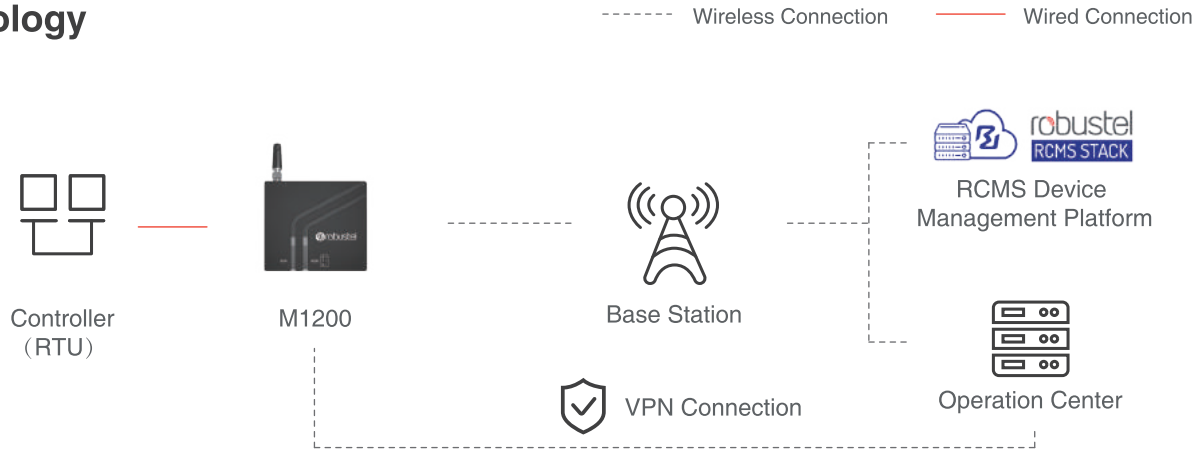 ology
Wireless Connection
Wired Connection
robustel
RCMS STACK
RCMS Device
Management Platform
robustel
Controller
（RTU）
M1200
Base Station
Operation Center
VPN Connection